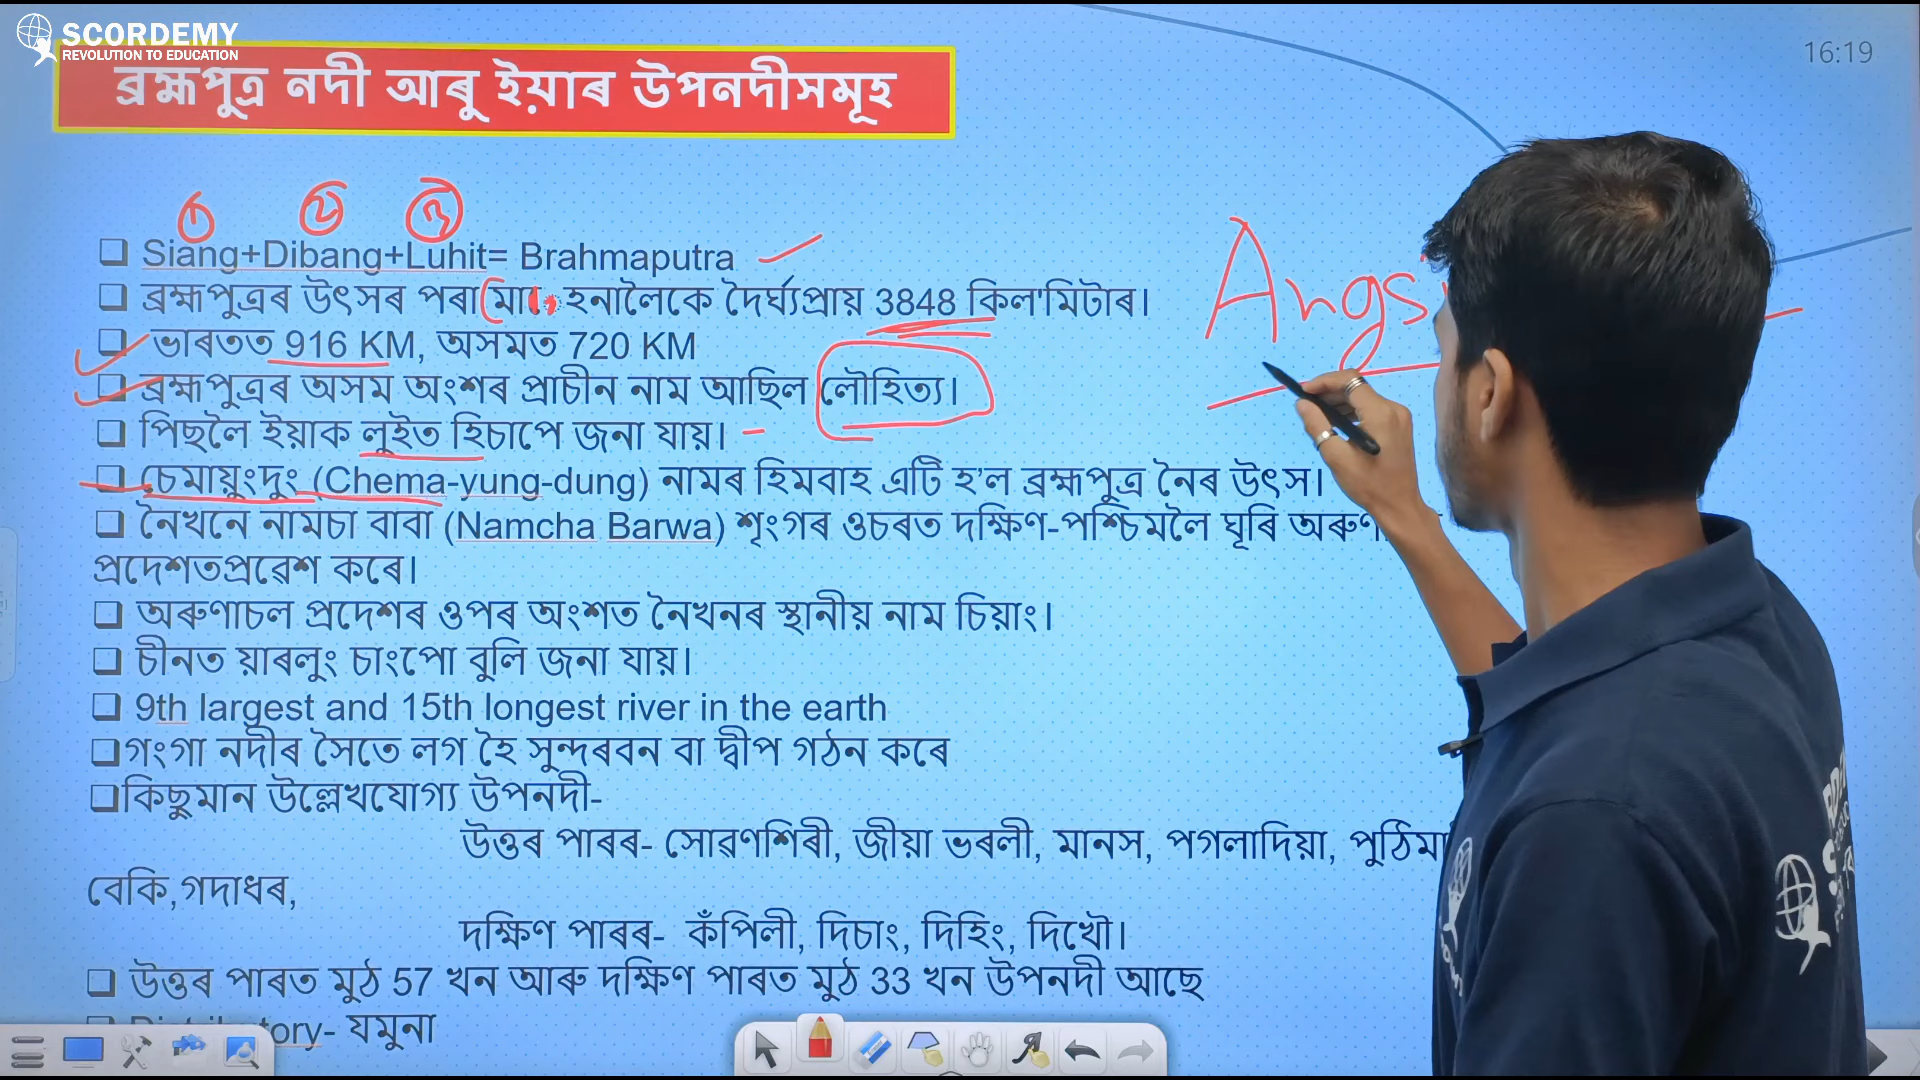 SCORDEMY
REVOLUTION TO EDUCATION
16:19
ব্ৰহ্মপুত্ৰ নদী আৰু ইয়াৰ উপনদীসমূহ
Siang+Dibang+Luhit= Brahmaputra
ব্ৰহ্মপুত্ৰৰ উৎসৰ পৰা হনালৈকে দৈৰ্ঘ্যপ্ৰায় 3848 কিল'মিটাৰ।
ভাৰতত 916 KM, অসমত 720 KM
ব্ৰহ্মপুত্ৰৰ অসম অংশৰ প্ৰাচীন নাম আছিল লৌহিত্য।
পিছলৈ ইয়াক লুইত হিচাপে জনা যায়।
চেমায়ুংদুং (Chema-yung-dung) নামৰ হিমবাহ এটি হ'ল ব্ৰহ্মপুত্ৰ নৈৰ উৎস।
নৈখনে নামচা বাবা (Namcha Barwa) শৃংগৰ ওচৰত দক্ষিণ-পশ্চিমলৈ ঘূৰি
প্ৰদেশতপ্ৰৱেশ কৰে।
অৰুণাচল প্ৰদেশৰ ওপৰ অংশত নৈখনৰ স্থানীয় নাম চিয়াং।
চীনত য়াৰলুং চাংপো বুলি জনা যায়।
9th largest and 15th longest river in the earth
গংগা নদীৰ সৈতে লগ হৈ সুন্দৰবন বা দ্বীপ গঠন কৰে
কিছুমান উল্লেখযোগ্য উপনদী-
উত্তৰ পাৰৰ- সোৱণশিৰী, জীয়া ভৰলী, মানস, পগলাদিয়া,
বেকি,গদাধৰ,
দক্ষিণ পাৰৰ- কঁপিলী, দিচাং, দিহিং, দিখৌ।
উত্তৰ পাৰত মুঠ 57 খন আৰু দক্ষিণ পাৰত মুঠ 33 খন উপনদী আছে
যমুনা